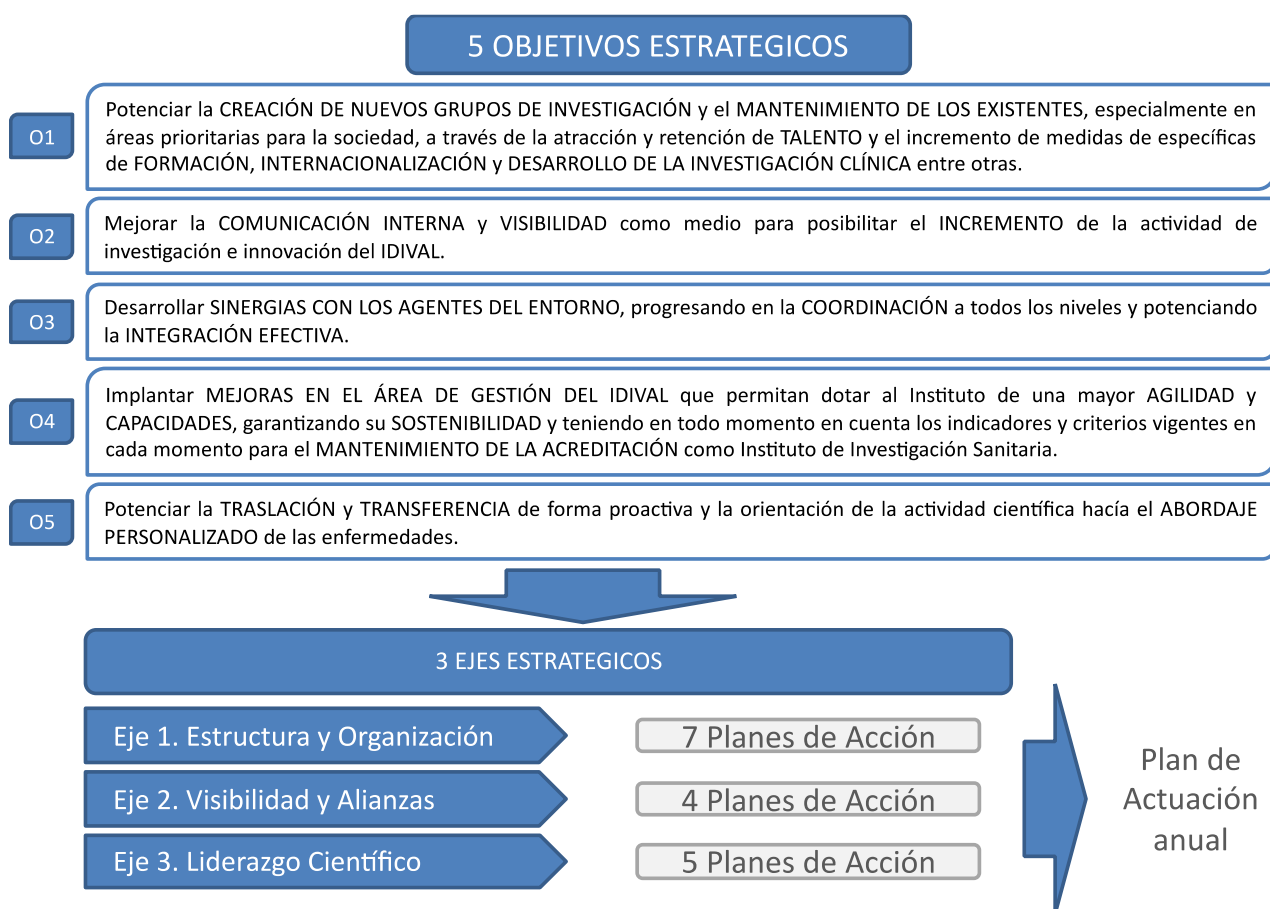 5 OBJETIVOS ESTRATEGICOS
O1
Potenciar la CREACIÓN DE NUEVOS GRUPOS DE INVESTIGACIÓN y el MANTENIMIENTO DE LOS EXISTENTES, especialmente en
áreas prioritarias para la sociedad, a través de la atracción y retención de TALENTO y el incremento de medidas de específicas
de FORMACIÓN, INTERNACIONALIZACIÓN y DESARROLLO DE LA INVESTIGACIÓN CLÍNICA entre otras.
O2
Mejorar la COMUNICACIÓN INTERNA y VISIBILIDAD como medio para posibilitar el INCREMENTO de la actividad de
investigación e innovación del IDIVAL.
O3
Desarrollar SINERGIAS CON LOS AGENTES DEL ENTORNO, progresando en la COORDINACIÓN a todos los niveles y potenciando
la INTEGRACIÓN EFECTIVA.
O4
Implantar MEJORAS EN EL ÁREA DE GESTIÓN DEL IDIVAL que permitan dotar al Instituto de una mayor AGILIDAD y
CAPACIDADES, garantizando su SOSTENIBILIDAD y teniendo en todo momento en cuenta los indicadores y criterios vigentes en
cada momento para el MANTENIMIENTO DE LA ACREDITACIÓN como Instituto de Investigación Sanitaria.
O5
Potenciar la TRASLACIÓN y TRANSFERENCIA de forma proactiva y la orientación de la actividad científica hacía el ABORDAJE
PERSONALIZADO de las enfermedades.
3 EJES ESTRATEGICOS
Eje 1. Estructura y Organización
7 Planes de Acción
Eje 2. Visibilidad y Alianzas
4 Planes de Acción
Eje 3. Liderazgo Científico
5 Planes de Acción
Plan de
Actuación
anual